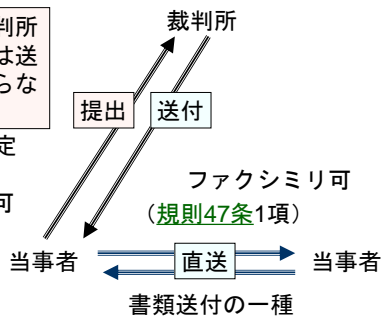 裁判所
判所
は送
らな
提出
送付
定
ファクシミリ可
可
（規則47条1項）
当事者
直送
当事者
書類送付の一種